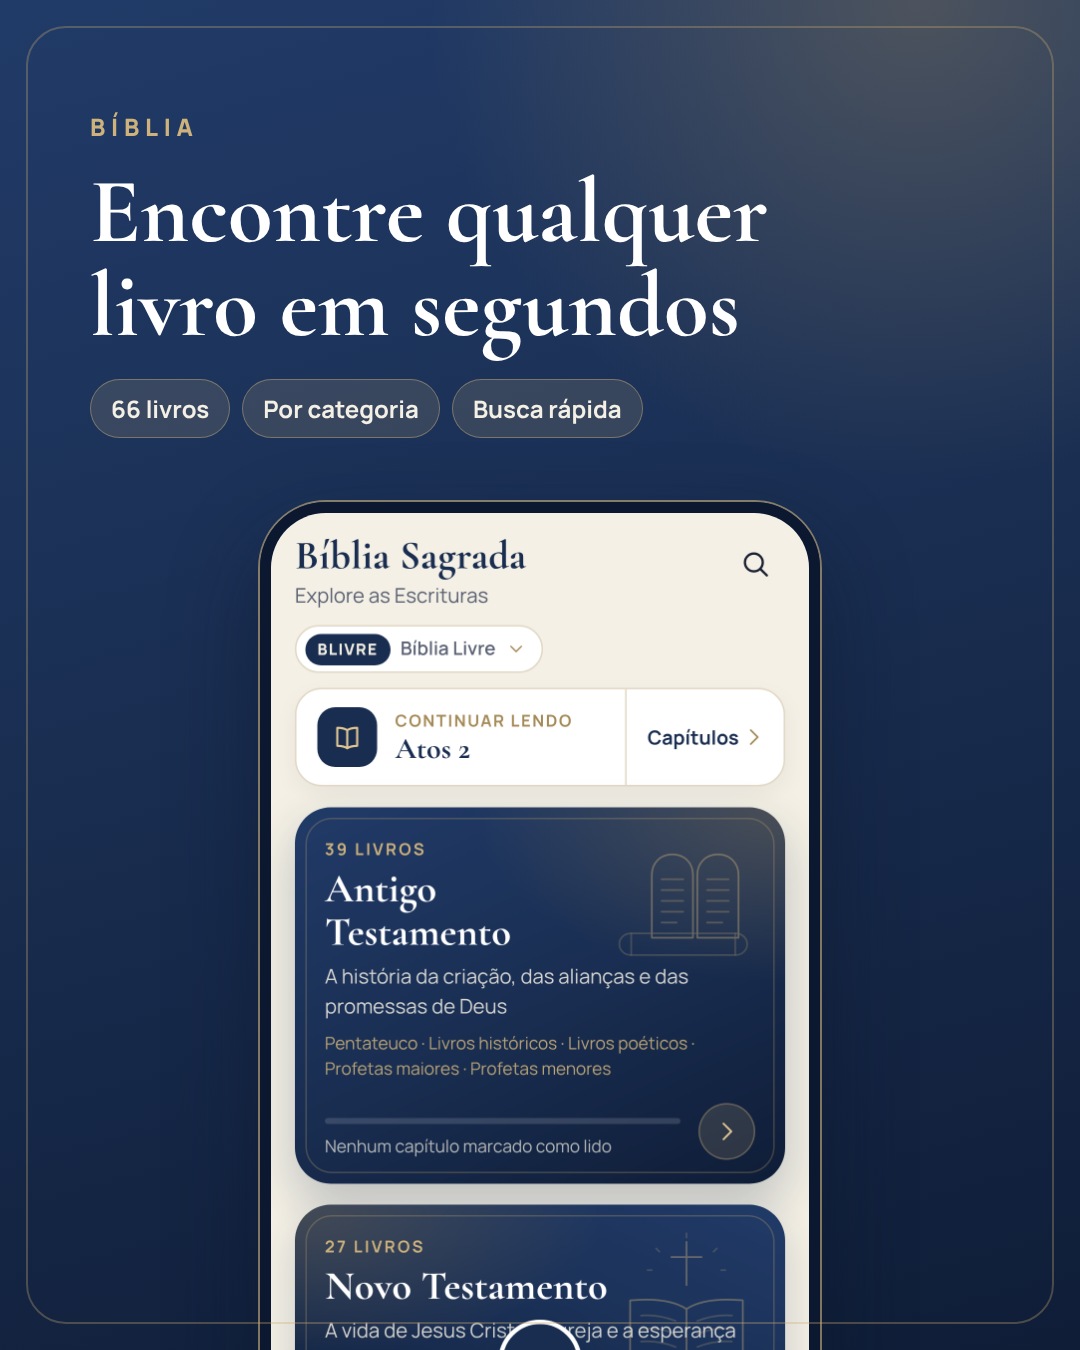 BÍBLIA
Encontre qualquer
livro em segundos
66 livros
Por categoria
Busca rápida
Bíblia Sagrada
Explore as Escrituras
BLIVRE Bíblia Livre
CONTINUAR LENDO
Atos 2
Capítulos
39 LIVROS
Antigo
Testamento
A história da criação, das alianças e das
promessas de Deus
Pentateuco · Livros históricos · Livros poéticos ·
Profetas maiores · Profetas menores
Nenhum capítulo marcado como lido
27 LIVROS
Novo Testamento
A vida de Jesus e a esperança